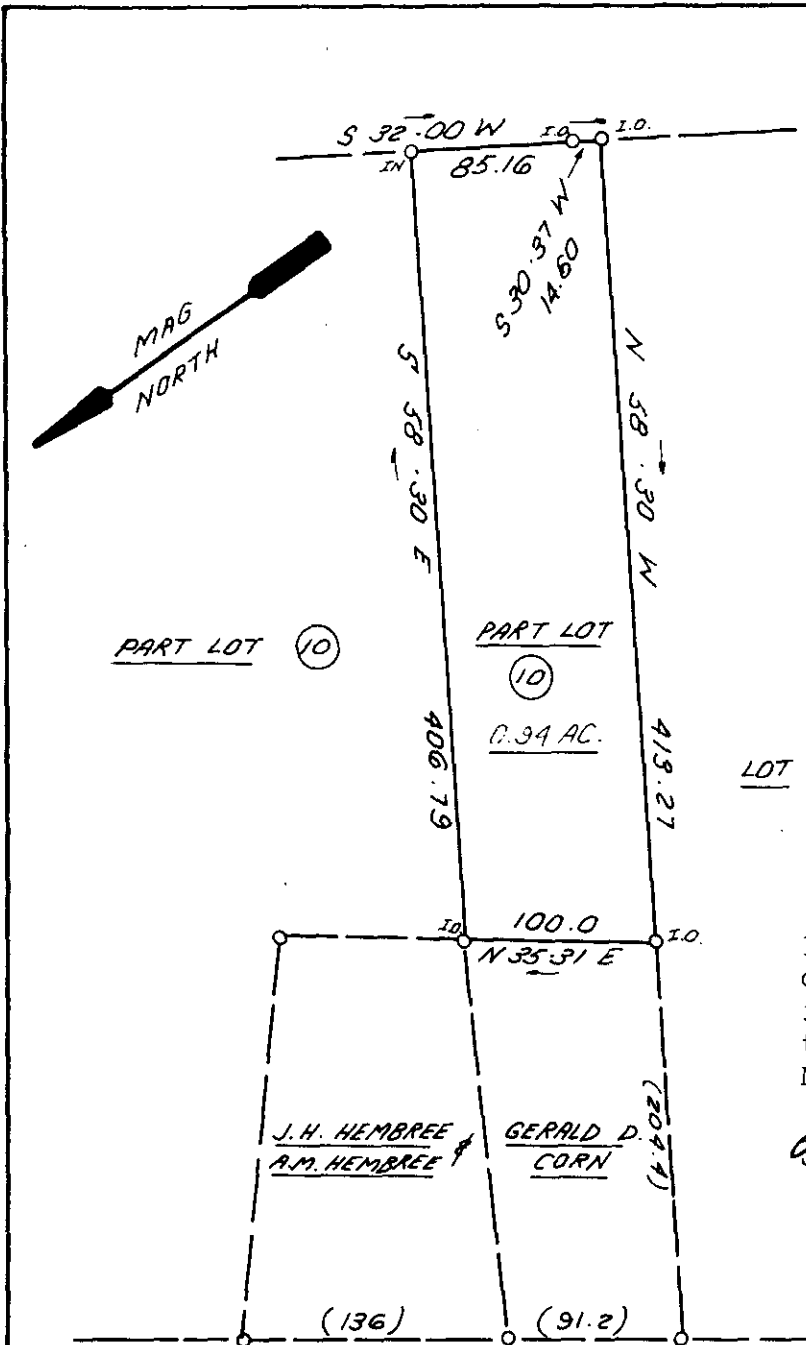 S 32.00 W
I.O.
I.O.
IN
85.16
S 30.37 W
14.60
MAG
NORTH
S 58.30 E
406.79
N 58.30 W
413.27
PART LOT 10
PART LOT
10
0.94 AC.
LOT
I.O.
100.0
I.O.
N 35.31 E
J.H. HEMBREE &
A.M. HEMBREE
GERALD D.
CORN
(204.4)
(136)
(91.2)